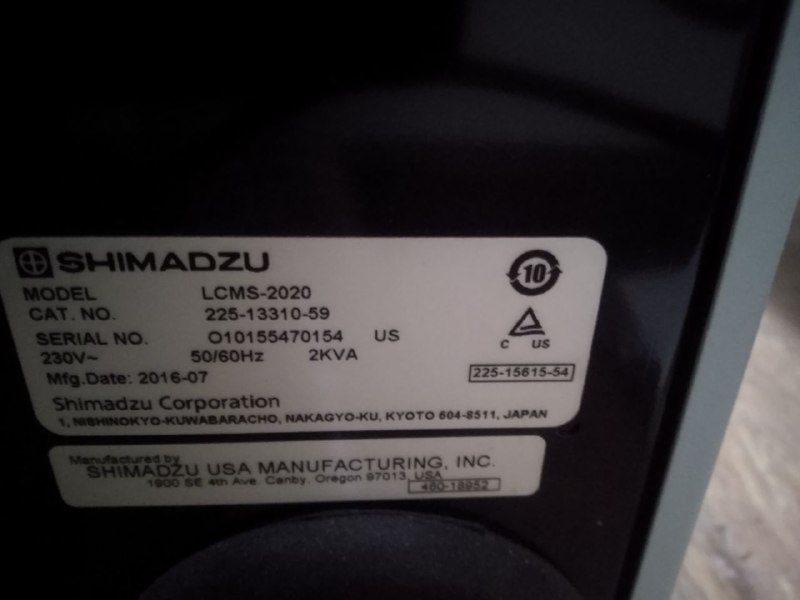 SHIMADZU
10
MODEL LCMS-2020
CAT. NO. 225-13310-59
SERIAL NO. O10155470154 US
C US
230V~ 50/60Hz 2KVA
Mfg.Date: 2016-07
225-15615-54
Shimadzu Corporation
1, NISHINOKYO-KUWABARACHO, NAKAGYO-KU, KYOTO 604-8511, JAPAN
Manufactured by
SHIMADZU USA MANUFACTURING, INC.
1900 SE 4th Ave. Canby, Oregon 97013, USA
460-18952